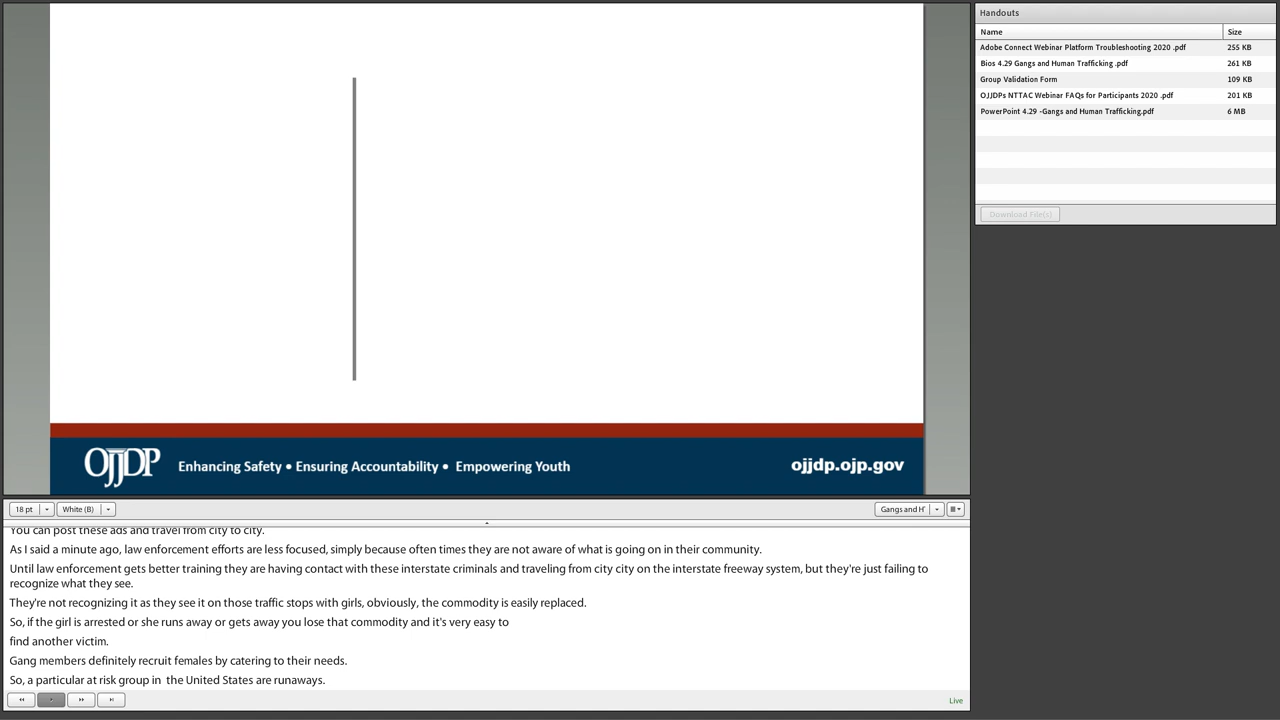 Handouts
Name Size
Adobe Connect Webinar Platform Troubleshooting 2020 .pdf 255 KB
Bios 4.29 Gangs and Human Trafficking .pdf 261 KB
Group Validation Form 109 KB
OJJDPs NTTAC Webinar FAQs for Participants 2020 .pdf 201 KB
PowerPoint 4.29 -Gangs and Human Trafficking.pdf 6 MB
Download File(s)
OJJDP Enhancing Safety • Ensuring Accountability • Empowering Youth ojjdp.ojp.gov
18 pt White (B) Gangs and H'
You can post these ads and travel from city to city.
As I said a minute ago, law enforcement efforts are less focused, simply because often times they are not aware of what is going on in their community.
Until law enforcement gets better training they are having contact with these interstate criminals and traveling from city city on the interstate freeway system, but they're just failing to
recognize what they see.
They're not recognizing it as they see it on those traffic stops with girls, obviously, the commodity is easily replaced.
So, if the girl is arrested or she runs away or gets away you lose that commodity and it's very easy to
find another victim.
Gang members definitely recruit females by catering to their needs.
So, a particular at risk group in  the United States are runaways.
Live